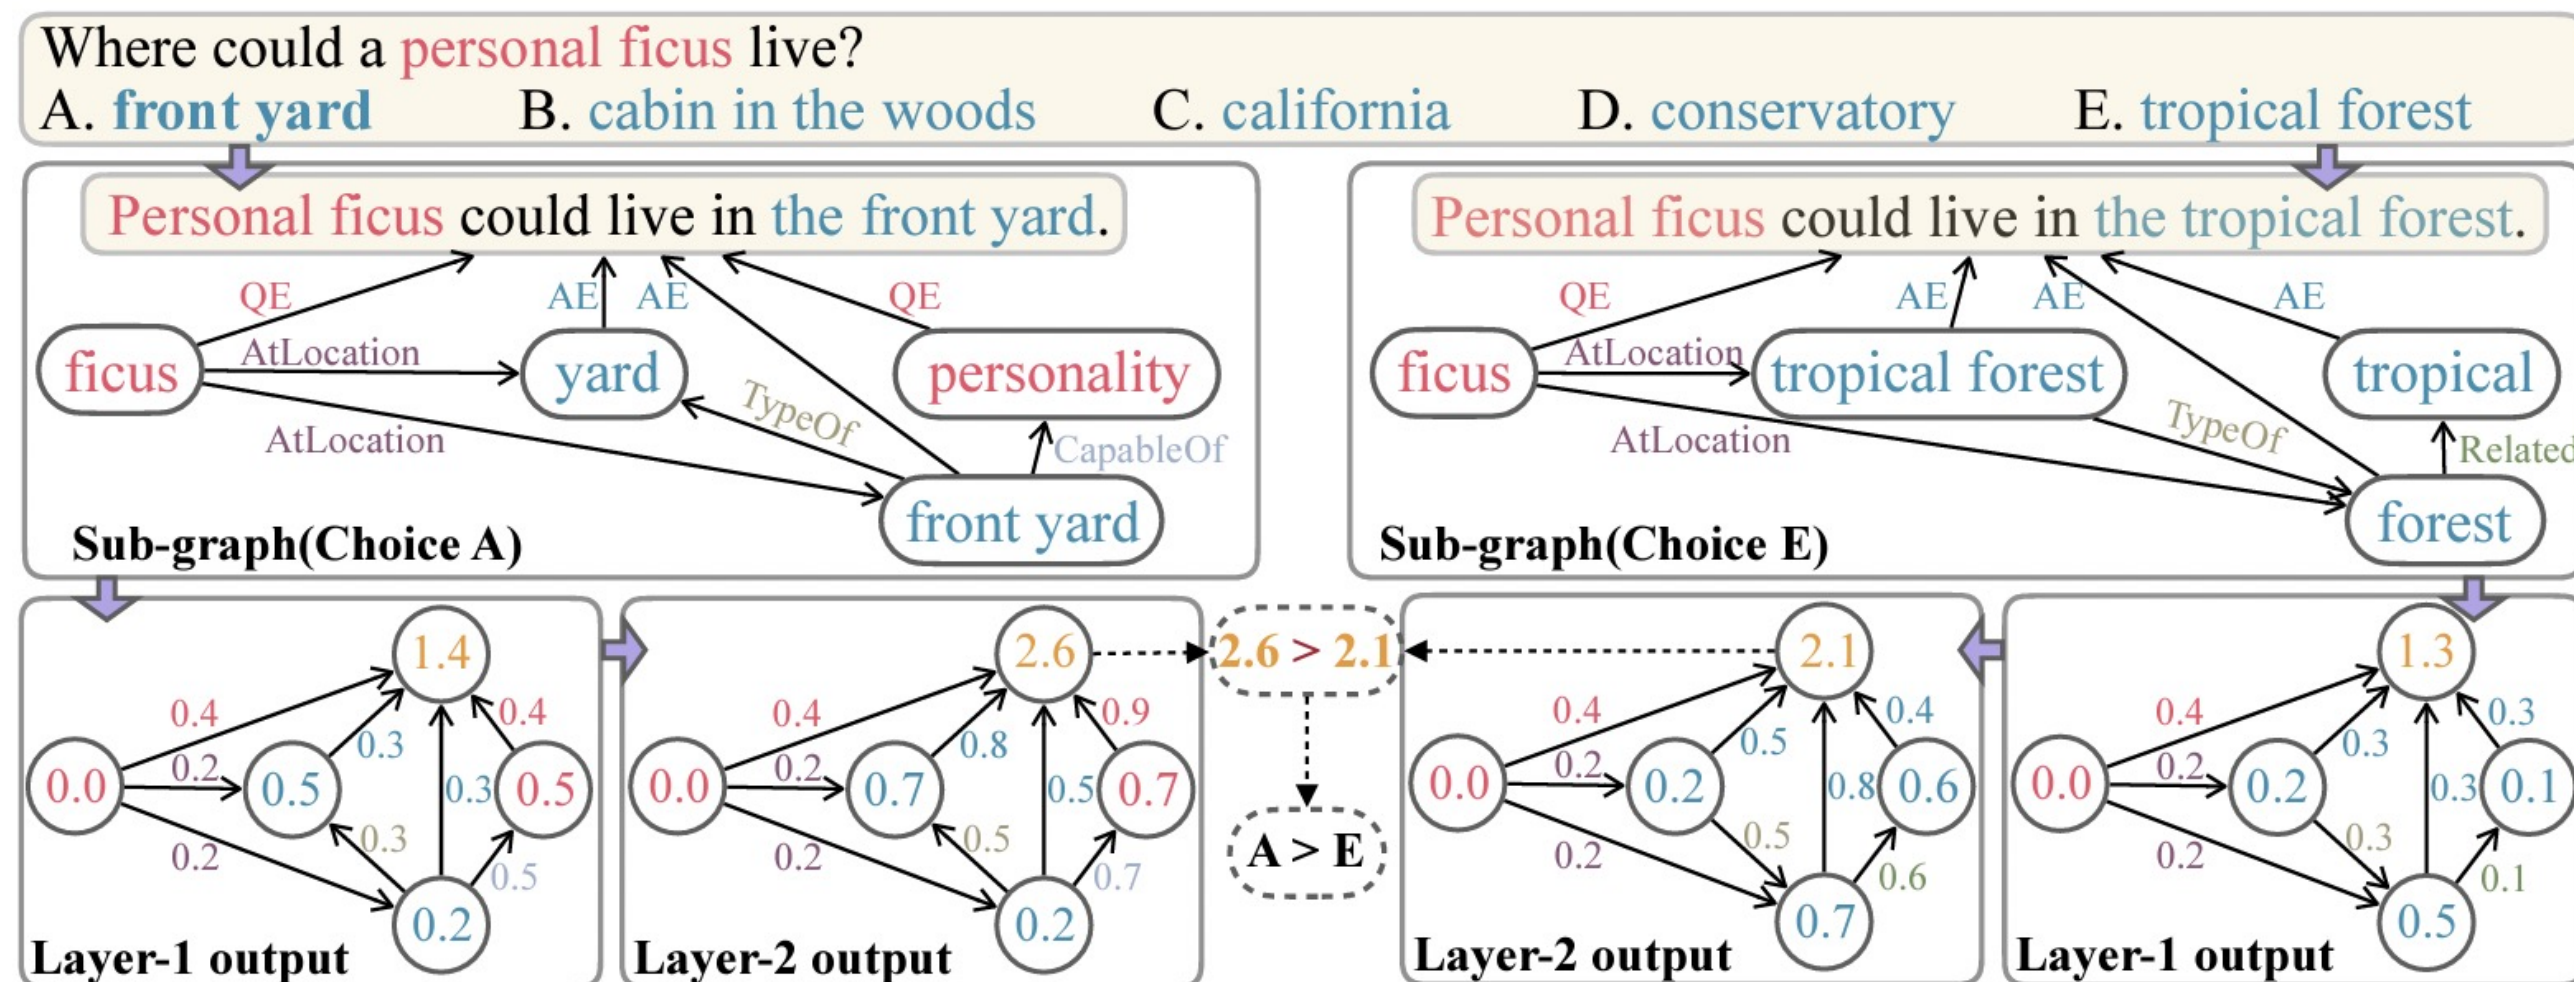 Where could a personal ficus live?
A. front yard B. cabin in the woods C. california D. conservatory E. tropical forest
Personal ficus could live in the front yard.
QE AE AE QE
ficus AtLocation yard personality
AtLocation TypeOf CapableOf
front yard
Sub-graph(Choice A)
Personal ficus could live in the tropical forest.
QE AE AE AE
ficus AtLocation tropical forest tropical
AtLocation TypeOf Related
forest
Sub-graph(Choice E)
1.4
0.4 0.3 0.4
0.0 0.2 0.5 0.3 0.5
0.2 0.3 0.5
0.2
Layer-1 output
2.6
0.4 0.8 0.9
0.0 0.2 0.7 0.5 0.7
0.2 0.5 0.7
0.2
Layer-2 output
2.6 > 2.1
A > E
2.1
0.4 0.5 0.4
0.0 0.2 0.2 0.8 0.6
0.2 0.5 0.6
0.7
Layer-2 output
1.3
0.4 0.3 0.3
0.0 0.2 0.2 0.3 0.1
0.2 0.3 0.1
0.5
Layer-1 output